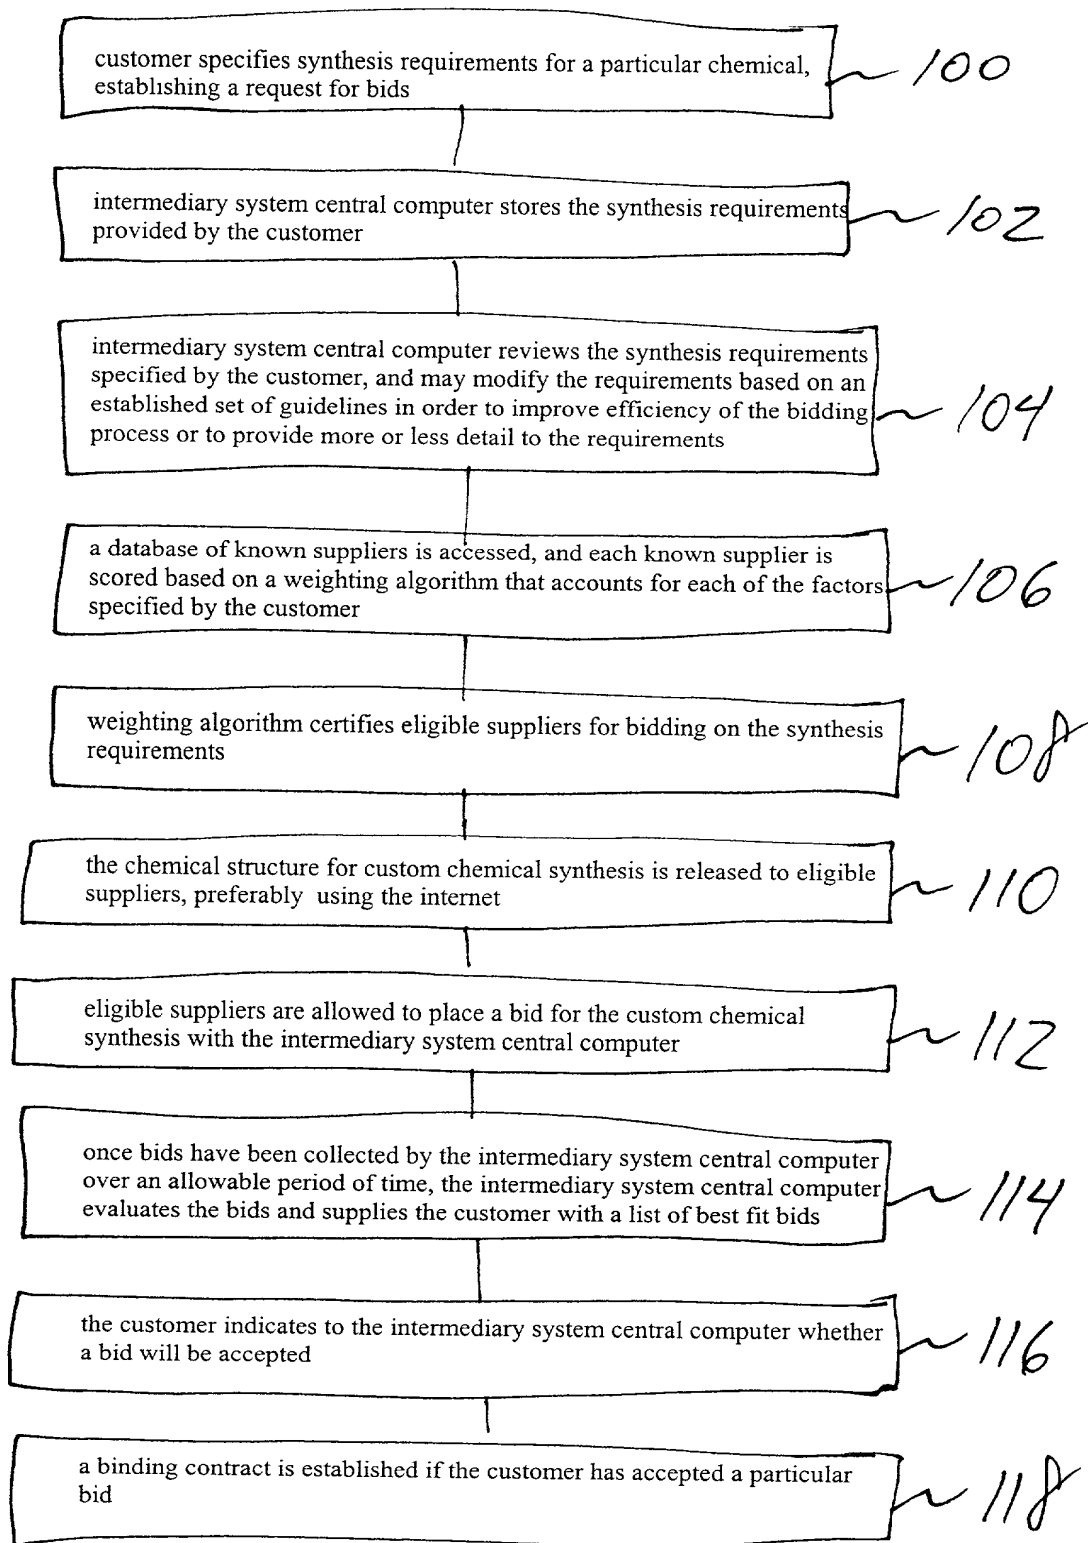 customer specifies synthesis requirements for a particular chemical,
establishing a request for bids
100
intermediary system central computer stores the synthesis requirements
provided by the customer
102
intermediary system central computer reviews the synthesis requirements
specified by the customer, and may modify the requirements based on an
established set of guidelines in order to improve efficiency of the bidding
process or to provide more or less detail to the requirements
104
a database of known suppliers is accessed, and each known supplier is
scored based on a weighting algorithm that accounts for each of the factors
specified by the customer
106
weighting algorithm certifies eligible suppliers for bidding on the synthesis
requirements
108
the chemical structure for custom chemical synthesis is released to eligible
suppliers, preferably using the internet
110
eligible suppliers are allowed to place a bid for the custom chemical
synthesis with the intermediary system central computer
112
once bids have been collected by the intermediary system central computer
over an allowable period of time, the intermediary system central computer
evaluates the bids and supplies the customer with a list of best fit bids
114
the customer indicates to the intermediary system central computer whether
a bid will be accepted
116
a binding contract is established if the customer has accepted a particular
bid
118